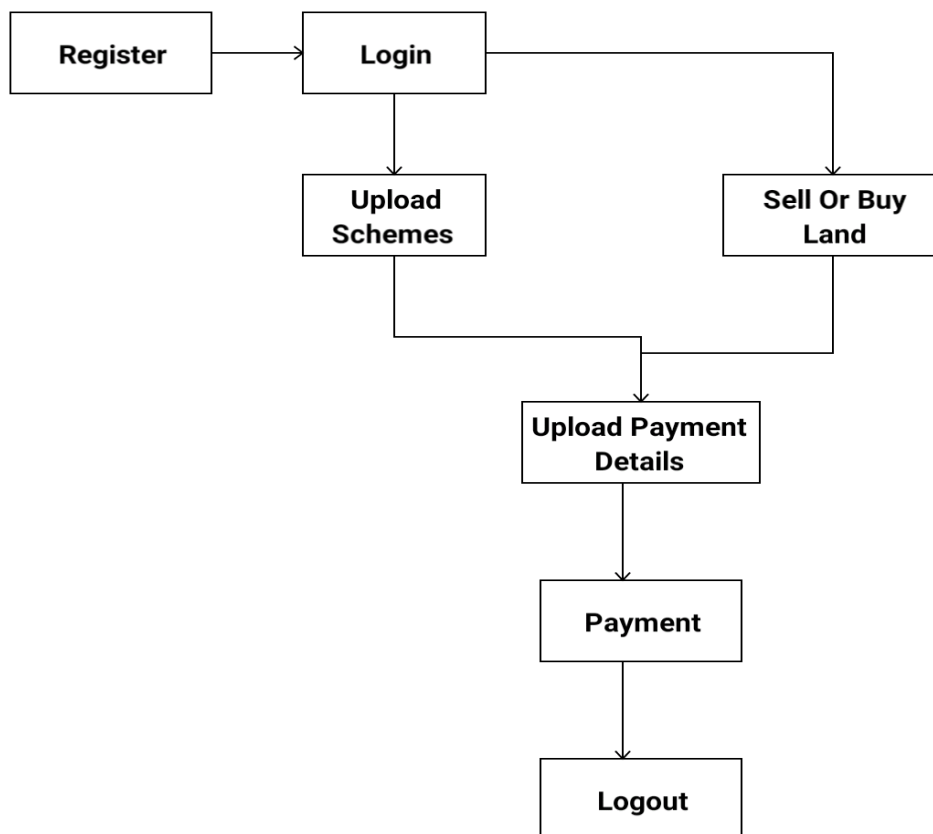 Register
Login
Upload
Schemes
Sell Or Buy
Land
Upload Payment
Details
Payment
Logout